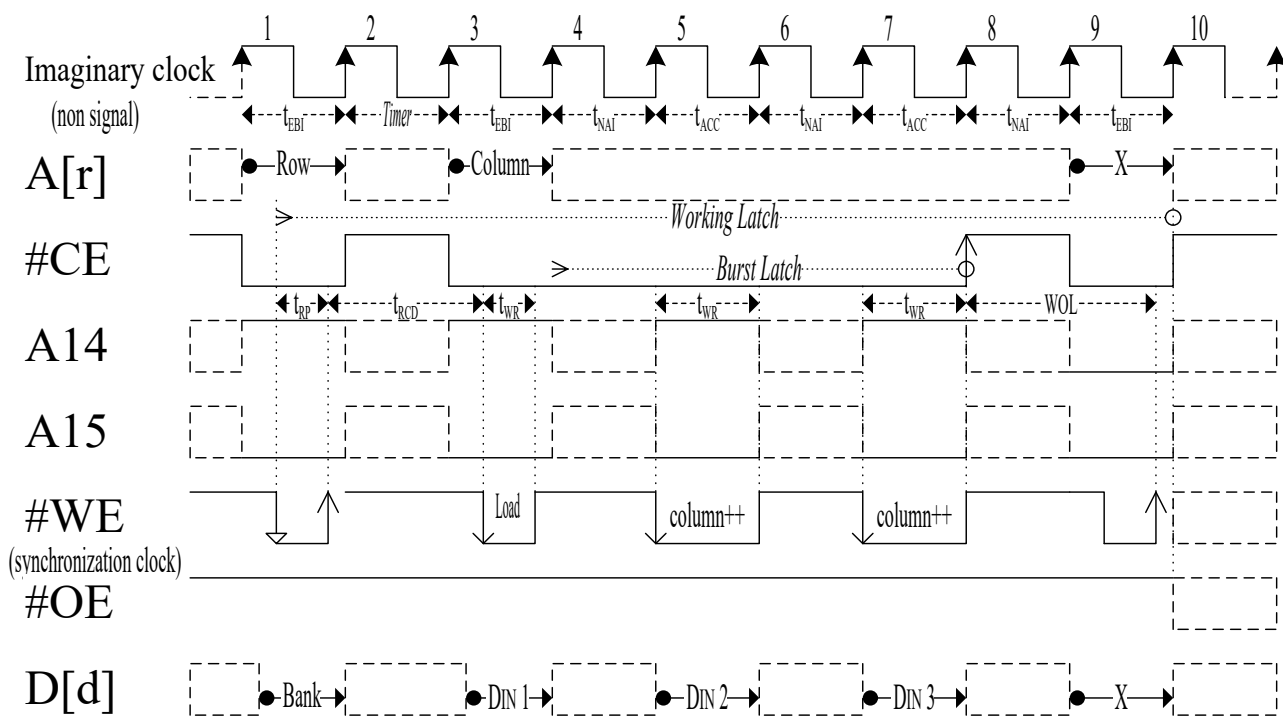 1 2 3 4 5 6 7 8 9 10
Imaginary clock
(non signal)
tEBI Timer tEBI tNAI tACC tNAI tACC tNAI tEBI
A[r]
Row Column X
Working Latch
#CE
Burst Latch
tRP tRCD tWR tWR tWR WOL
A14
A15
#WE
Load column++ column++
(synchronization clock)
#OE
D[d]
Bank DIN 1 DIN 2 DIN 3 X